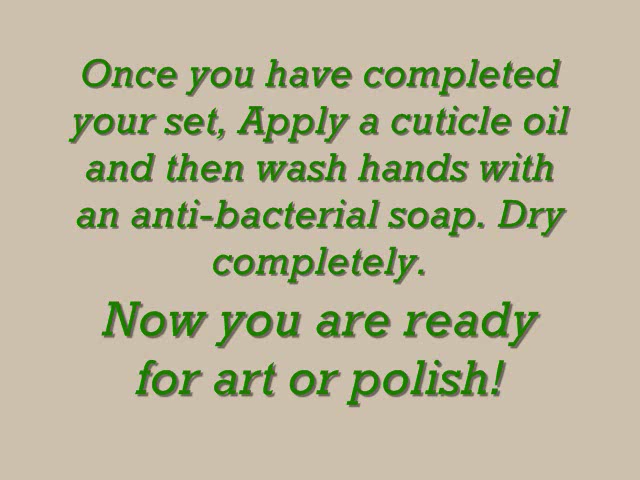 Once you have completed
your set, Apply a cuticle oil
and then wash hands with
an anti-bacterial soap. Dry
completely.
Now you are ready
for art or polish!